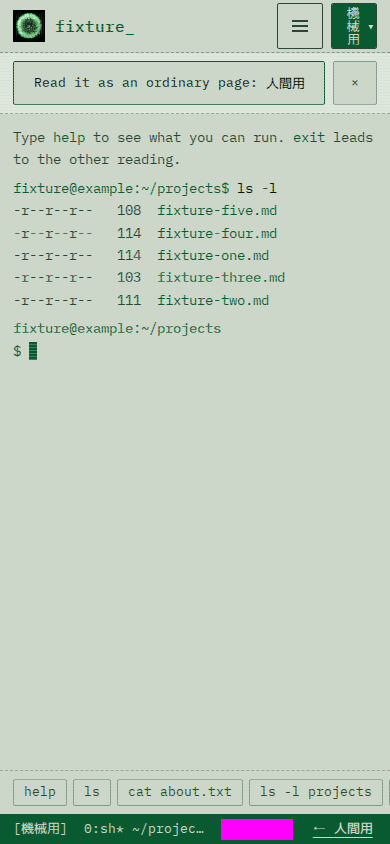 fixture_
機械用 ▾
Read it as an ordinary page: 人間用
×
Type help to see what you can run. exit leads
to the other reading.
fixture@example:~/projects$ ls -l
-r--r--r-- 108 fixture-five.md
-r--r--r-- 114 fixture-four.md
-r--r--r-- 114 fixture-one.md
-r--r--r-- 103 fixture-three.md
-r--r--r-- 111 fixture-two.md
fixture@example:~/projects
$
help ls cat about.txt ls -l projects
[機械用] 0:sh* ~/projec… ← 人間用